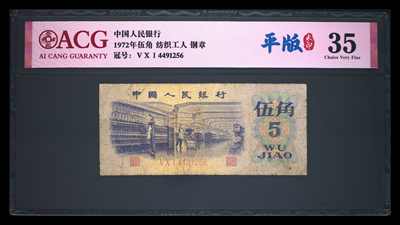 ACG
AI CANG GUARANTY
中国人民银行
1972年伍角 纺织工人 钢章
冠号: V X I 4491256
平版
35
Choice Very Fine
中國人民銀行
伍角
5
WU
JIAO
V X I 4491256